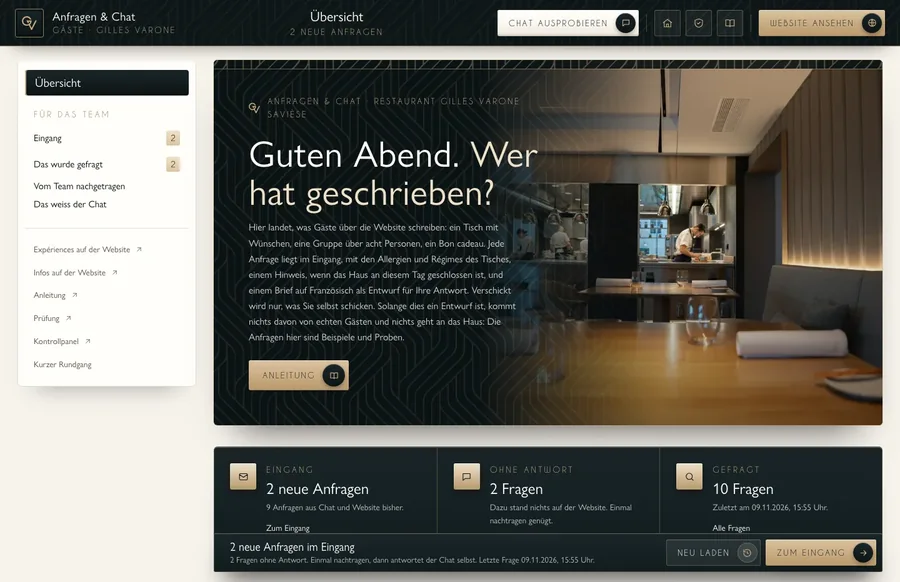 Anfragen & Chat
GÄSTE · GILLES VARONE
Übersicht
2 NEUE ANFRAGEN
CHAT AUSPROBIEREN
WEBSITE ANSEHEN
Übersicht
FÜR DAS TEAM
Eingang 2
Das wurde gefragt 2
Vom Team nachgetragen
Das weiss der Chat
Expériences auf der Website
Infos auf der Website
Anleitung
Prüfung
Kontrollpanel
Kurzer Rundgang
ANFRAGEN & CHAT · RESTAURANT GILLES VARONE
SAVIÈSE
Guten Abend. Wer
hat geschrieben?
Hier landet, was Gäste über die Website schreiben: ein Tisch mit
Wünschen, eine Gruppe über acht Personen, ein Bon cadeau. Jede
Anfrage liegt im Eingang, mit den Allergien und Régimes des Tisches,
einem Hinweis, wenn das Haus an diesem Tag geschlossen ist, und
einem Brief auf Französisch als Entwurf für Ihre Antwort. Verschickt
wird nur, was Sie selbst schicken. Solange dies ein Entwurf ist, kommt
nichts davon von echten Gästen und nichts geht an das Haus: Die
Anfragen hier sind Beispiele und Proben.
ANLEITUNG
EINGANG
2 neue Anfragen
9 Anfragen aus Chat und Website bisher.
Zum Eingang
OHNE ANTWORT
2 Fragen
Dazu stand nichts auf der Website. Einmal
nachtragen genügt.
GEFRAGT
10 Fragen
Zuletzt am 09.11.2026, 15:55 Uhr.
Alle Fragen
2 neue Anfragen im Eingang
2 Fragen ohne Antwort. Einmal nachtragen, dann antwortet der Chat selbst. Letzte Frage 09.11.2026, 15:55 Uhr.
NEU LADEN
ZUM EINGANG